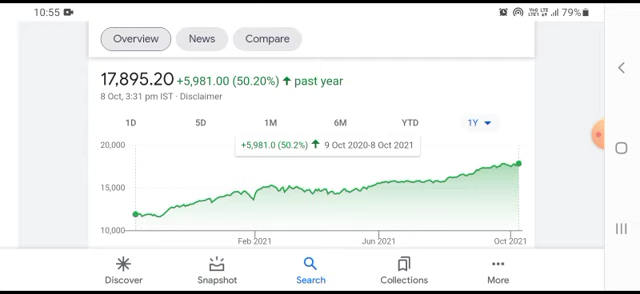 10:55 79%
Overview News Compare
17,895.20 +5,981.00 (50.20%) past year
8 Oct, 3:31 pm IST · Disclaimer
1D 5D 1M 6M YTD 1Y
+5,981.0 (50.2%) 9 Oct 2020-8 Oct 2021
20,000
15,000
10,000
Feb 2021 Jun 2021 Oct 2021
Discover Snapshot Search Collections More